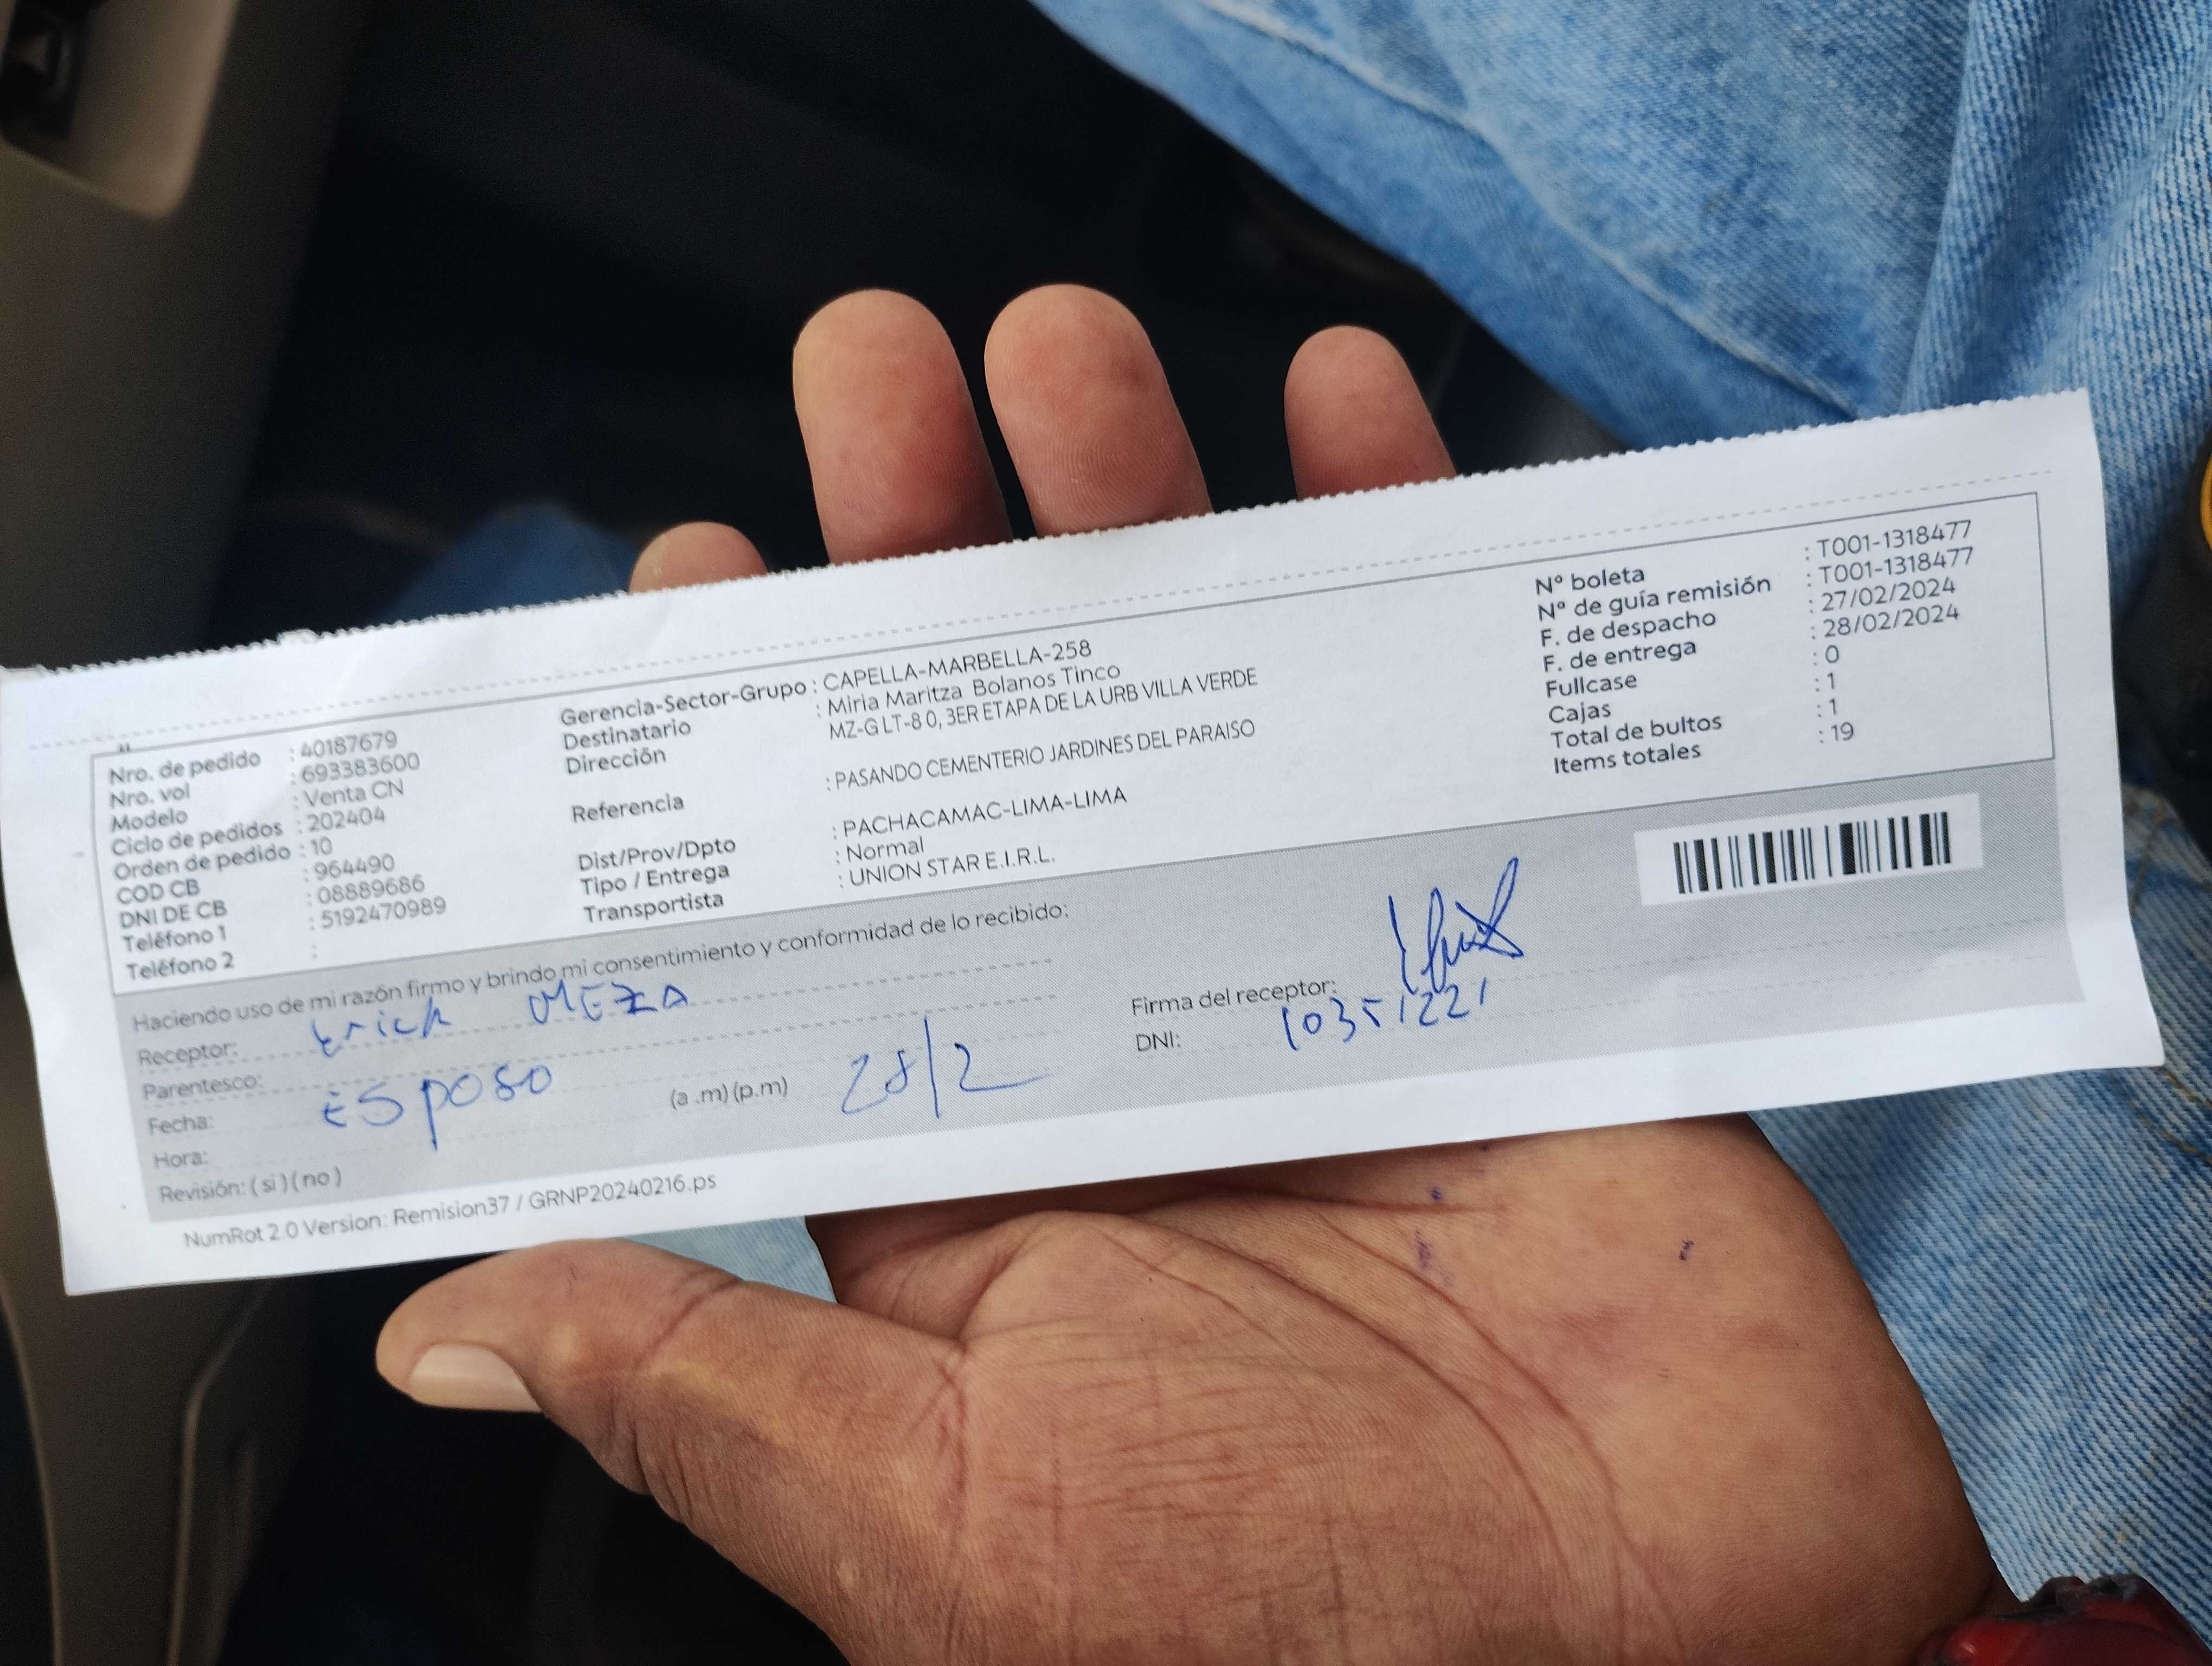 Nro. de pedido : 40187679
Nro. vol : 693383600
Modelo : Venta CN
Ciclo de pedidos : 202404
Orden de pedido : 10
COD CB : 964490
DNI DE CB : 08889686
Teléfono 1 : 5192470989
Teléfono 2 :
Gerencia-Sector-Grupo : CAPELLA-MARBELLA-258
Destinatario : Miria Maritza Bolanos Tinco
Dirección MZ-G LT-8 0, 3ER ETAPA DE LA URB VILLA VERDE
Referencia : PASANDO CEMENTERIO JARDINES DEL PARAISO
Dist/Prov/Dpto : PACHACAMAC-LIMA-LIMA
Tipo / Entrega : Normal
Transportista : UNION STAR E.I.R.L.
Nº boleta : T001-1318477
Nº de guía remisión : T001-1318477
F. de despacho : 27/02/2024
F. de entrega : 28/02/2024
Fullcase : 0
Cajas : 1
Total de bultos : 1
Items totales : 19
Haciendo uso de mi razón firmo y brindo mi consentimiento y conformidad de lo recibido:
Receptor: Erick MEZA
Parentesco: ESposo
Fecha: 28/2
Hora: (a .m) (p.m)
Revisión: ( si ) ( no )
Firma del receptor:
DNI: 10351221
NumRot 2.0 Version: Remision37 / GRNP20240216.ps